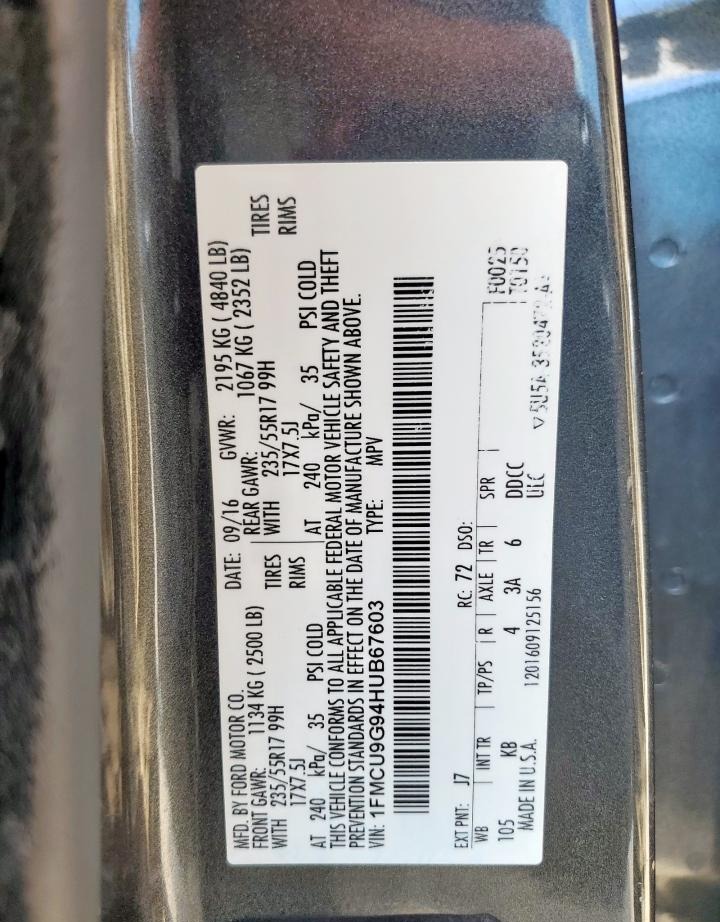 MFD. BY FORD MOTOR CO. DATE: 09/16 GVWR: 2195 KG ( 4840 LB)
FRONT GAWR: 1134 KG ( 2500 LB) REAR GAWR: 1067 KG ( 2352 LB)
WITH 235/55R17 99H TIRES WITH 235/55R17 99H TIRES
17X7.5J RIMS 17X7.5J RIMS
AT 240 kPa/ 35 PSI COLD AT 240 kPa/ 35 PSI COLD
THIS VEHICLE CONFORMS TO ALL APPLICABLE FEDERAL MOTOR VEHICLE SAFETY AND THEFT
PREVENTION STANDARDS IN EFFECT ON THE DATE OF MANUFACTURE SHOWN ABOVE.
VIN: 1FMCU9G94HUB67603 TYPE: MPV
EXT PNT: J7 RC: 72 DSO:
WB INT TR TP/PS R AXLE TR SPR F0025
105 KB 4 3A 6 DDCC T0150
MADE IN U.S.A. 1201609125156 ULC